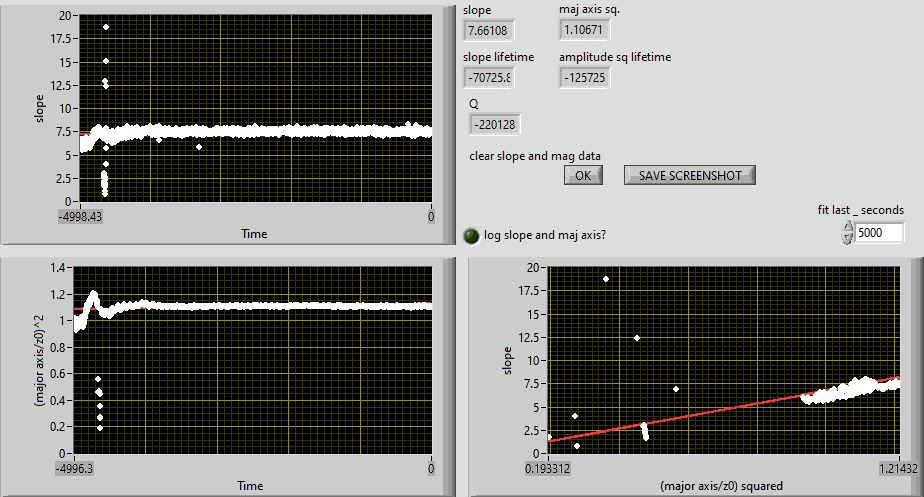 20
17.5
15
12.5
10
7.5
5
2.5
0
slope
-4998.43
0
Time
slope
7.66108
maj axis sq.
1.10671
slope lifetime
-70725.8
amplitude sq lifetime
-125725
Q
-220128
clear slope and mag data
OK
SAVE SCREENSHOT
fit last _ seconds
5000
log slope and maj axis?
1.4
1.2
1
0.8
0.6
0.4
0.2
0
(major axis/z0)^2
-4996.3
0
Time
20
17.5
15
12.5
10
7.5
5
2.5
0
slope
0.193312
1.21432
(major axis/z0) squared